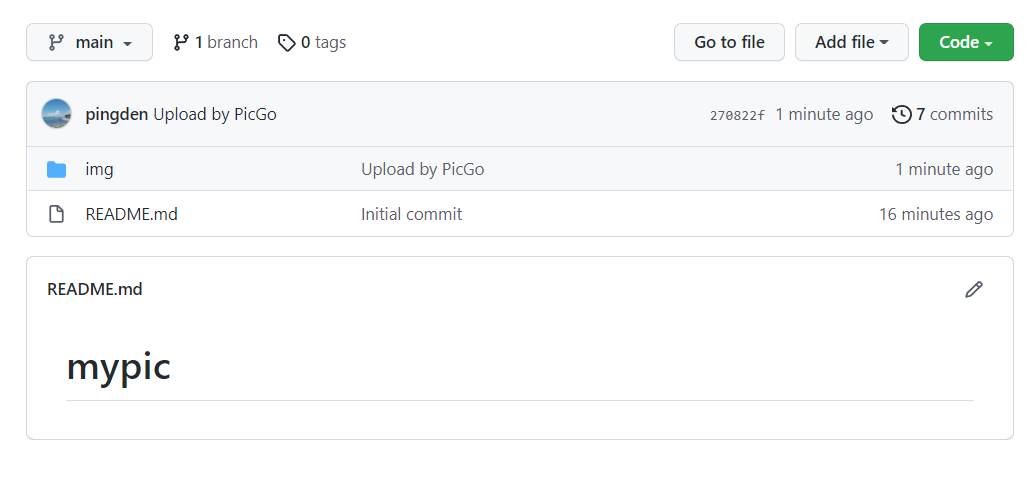 main 1 branch 0 tags Go to file Add file Code
pingden Upload by PicGo 270822f 1 minute ago 7 commits
img Upload by PicGo 1 minute ago
README.md Initial commit 16 minutes ago
README.md
mypic